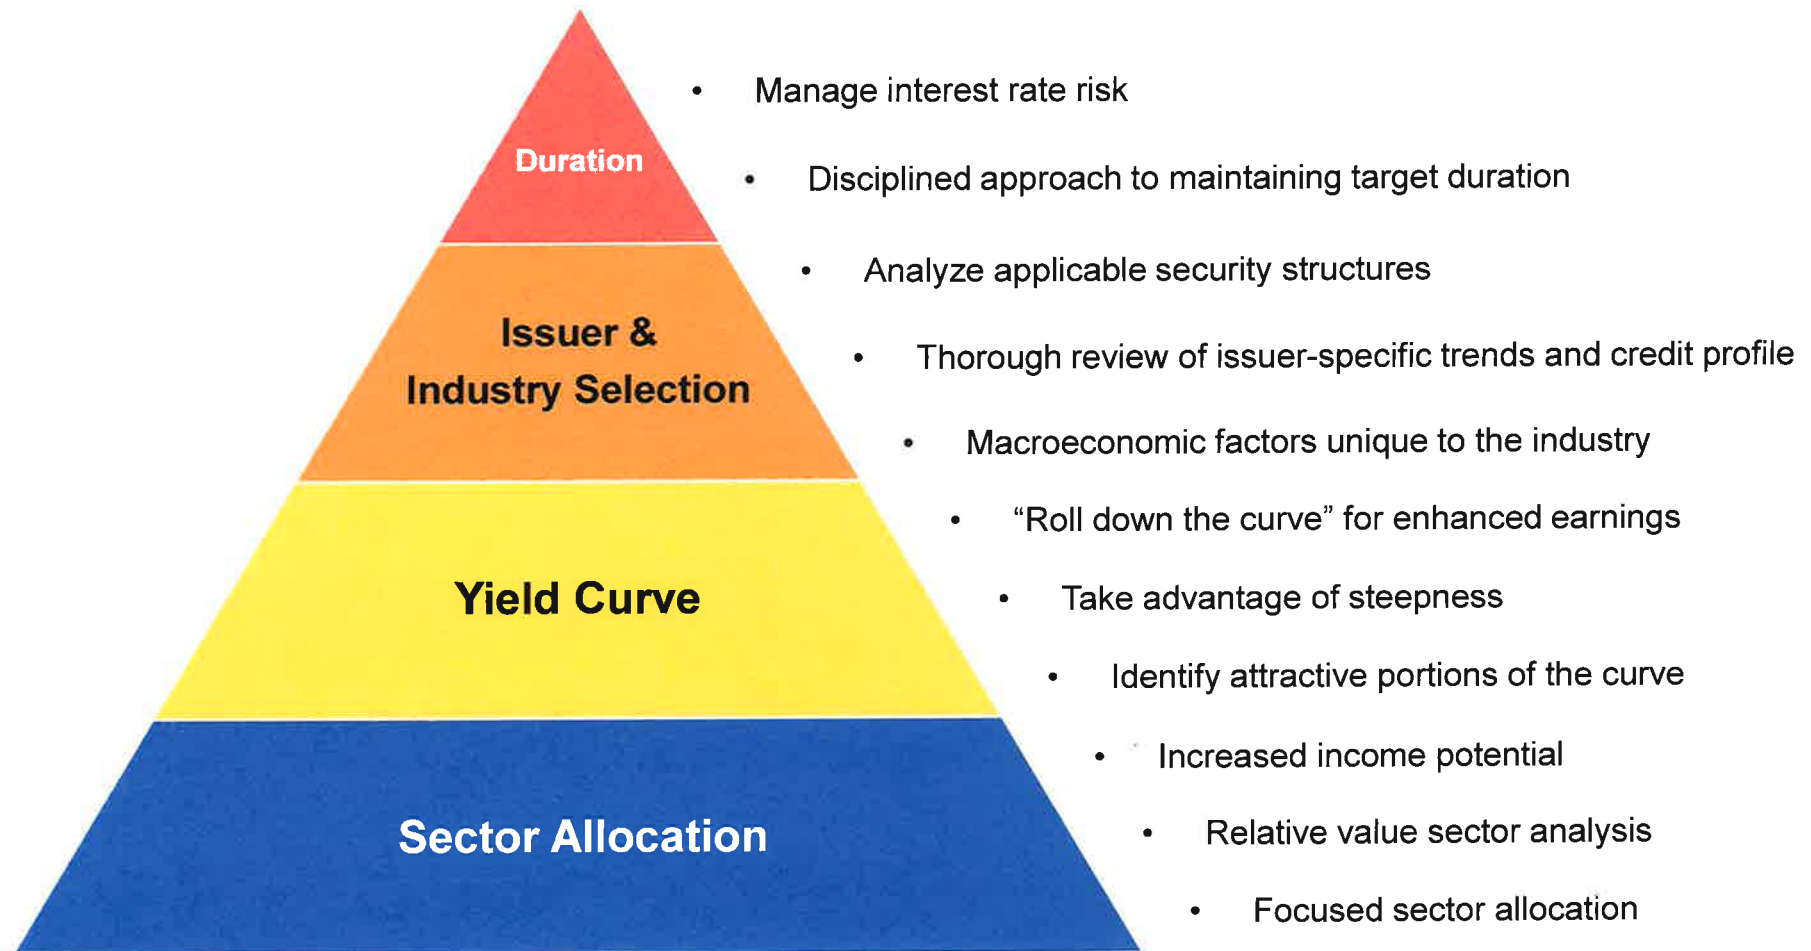 • Manage interest rate risk
Duration
• Disciplined approach to maintaining target duration
• Analyze applicable security structures
Issuer &
Industry Selection
• Thorough review of issuer-specific trends and credit profile
• Macroeconomic factors unique to the industry
• “Roll down the curve” for enhanced earnings
Yield Curve
• Take advantage of steepness
• Identify attractive portions of the curve
• Increased income potential
Sector Allocation
• Relative value sector analysis
• Focused sector allocation